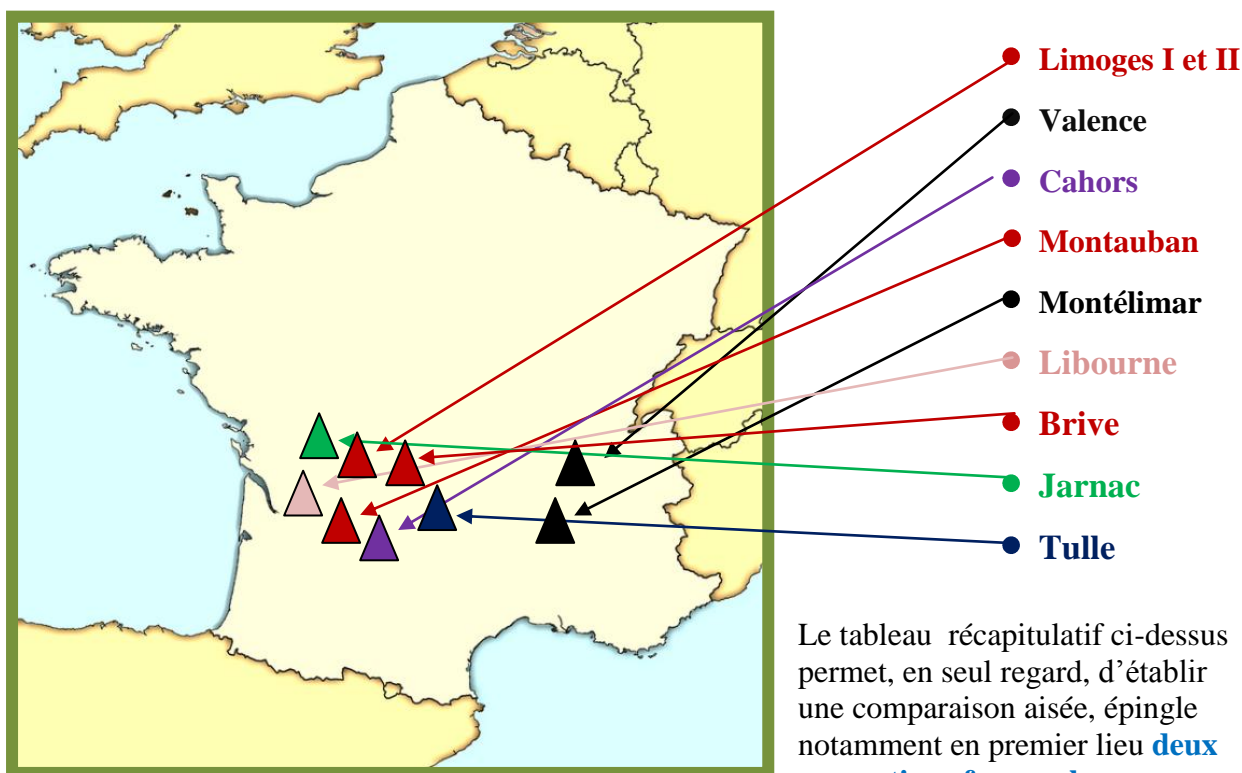 Limoges I et II
Valence
Cahors
Montauban
Montélimar
Libourne
Brive
Jarnac
Tulle
Le tableau récapitulatif ci-dessus
permet, en seul regard, d’établir
une comparaison aisée, épingle
notamment en premier lieu deux